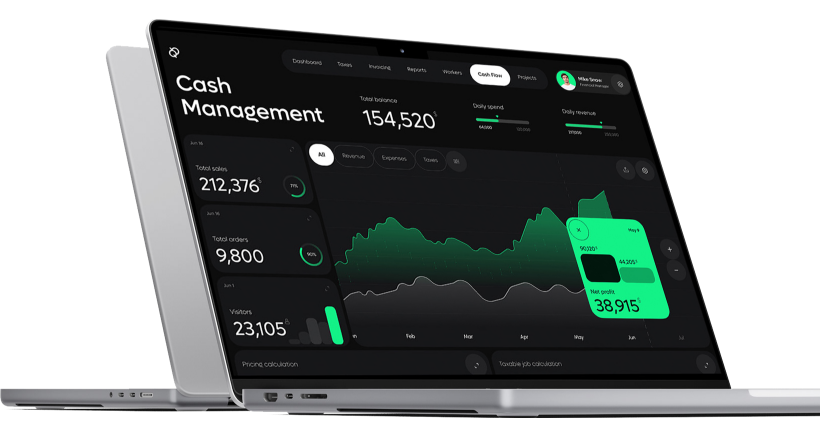 Dashboard
Taxes
Invoicing
Reports
Workers
Cash Flow
Projects
Mike Snow
Financial Manager
Cash
Management
Total balance
154,520$
Daily spend
64,000
Daily revenue
Jun 16
Total sales
212,376$
71%
Jun 16
Total orders
9,800
90%
Jun 1
Visitors
23,105
All
Revenue
Expenses
Taxes
May 9
90,120$
44,205$
Net profit
38,915$
Feb
Mar
Apr
May
Jun
Jul
Pricing calculation
Taxable job calculation